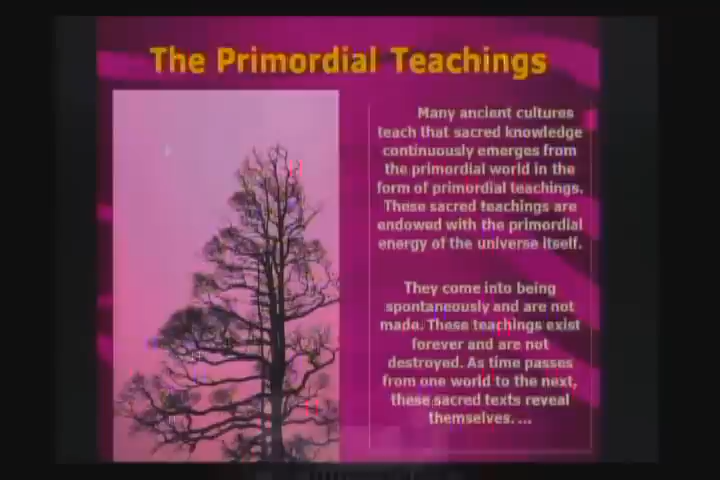 The Primordial Teachings
Many ancient cultures
teach that sacred knowledge
continuously emerges from
the primordial world in the
form of primordial teachings.
These sacred teachings are
endowed with the primordial
energy of the universe itself.
They come into being
spontaneously and are not
made. These teachings exist
forever and are not
destroyed. As time passes
from one world to the next,
these sacred texts reveal
themselves. ...